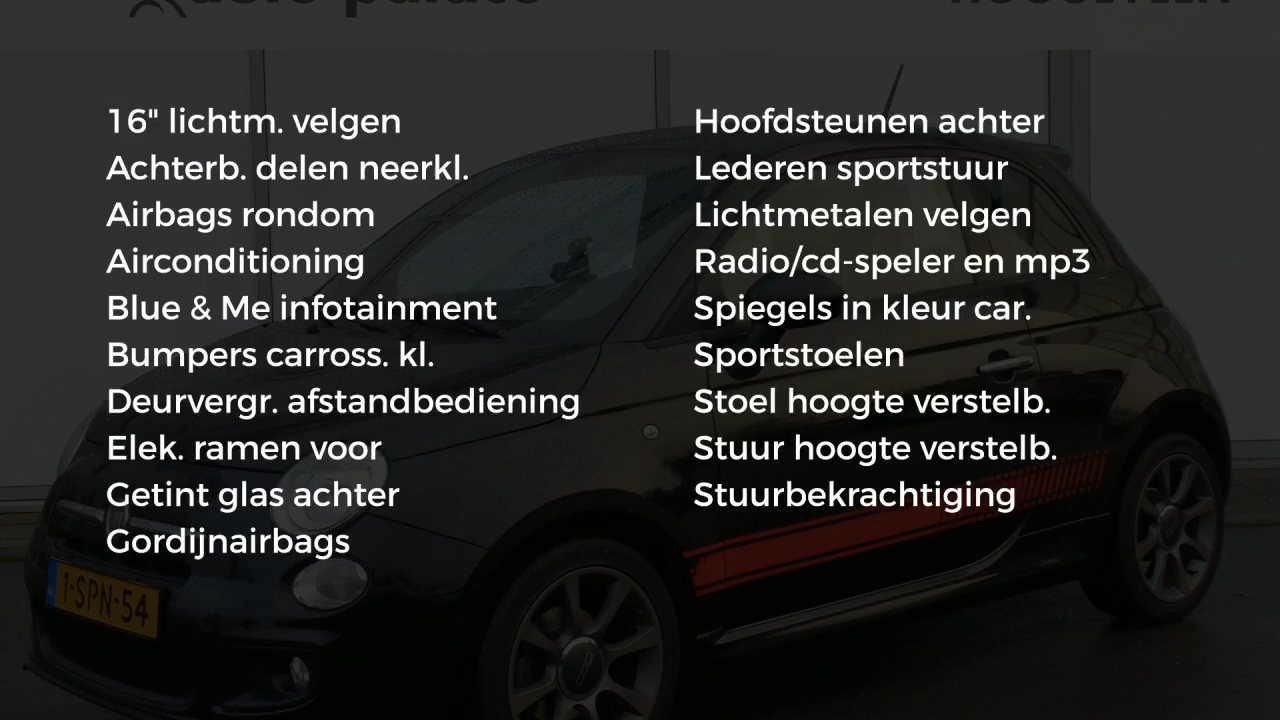 16" lichtm. velgen
Achterb. delen neerkl.
Airbags rondom
Airconditioning
Blue & Me infotainment
Bumpers carross. kl.
Deurvergr. afstandbediening
Elek. ramen voor
Getint glas achter
Gordijnairbags
Hoofdsteunen achter
Lederen sportstuur
Lichtmetalen velgen
Radio/cd-speler en mp3
Spiegels in kleur car.
Sportstoelen
Stoel hoogte verstelb.
Stuur hoogte verstelb.
Stuurbekrachtiging
1-SPN-54